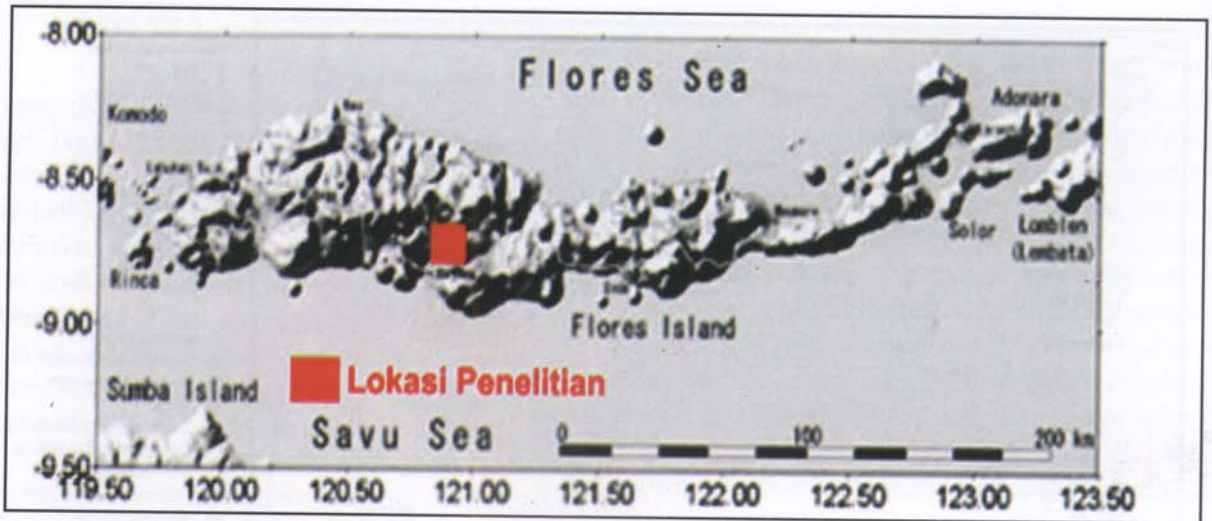 -8.00
Flores Sea
Adonara
Komodo
-8.50
Solor
Lomblen
(Lembata)
Rinca
-9.00
Flores Island
Lokasi Penelitian
Sumba Island
Savu Sea
0 100 200 km
-9.50
119.50 120.00 120.50 121.00 121.50 122.00 122.50 123.00 123.50